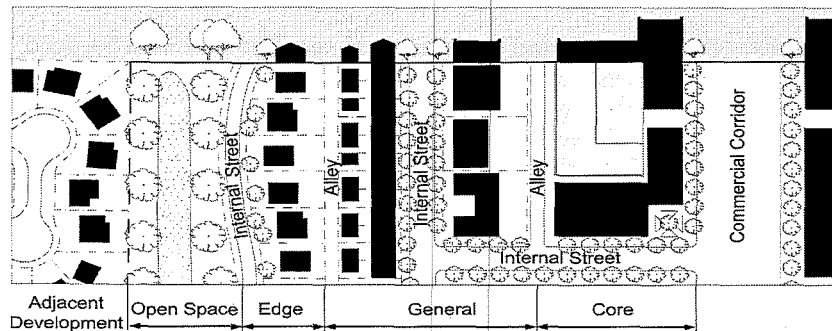 Internal Street
Alley
Internal Street
Alley
Commercial Corridor
Internal Street
Adjacent
Development
Open Space
Edge
General
Core